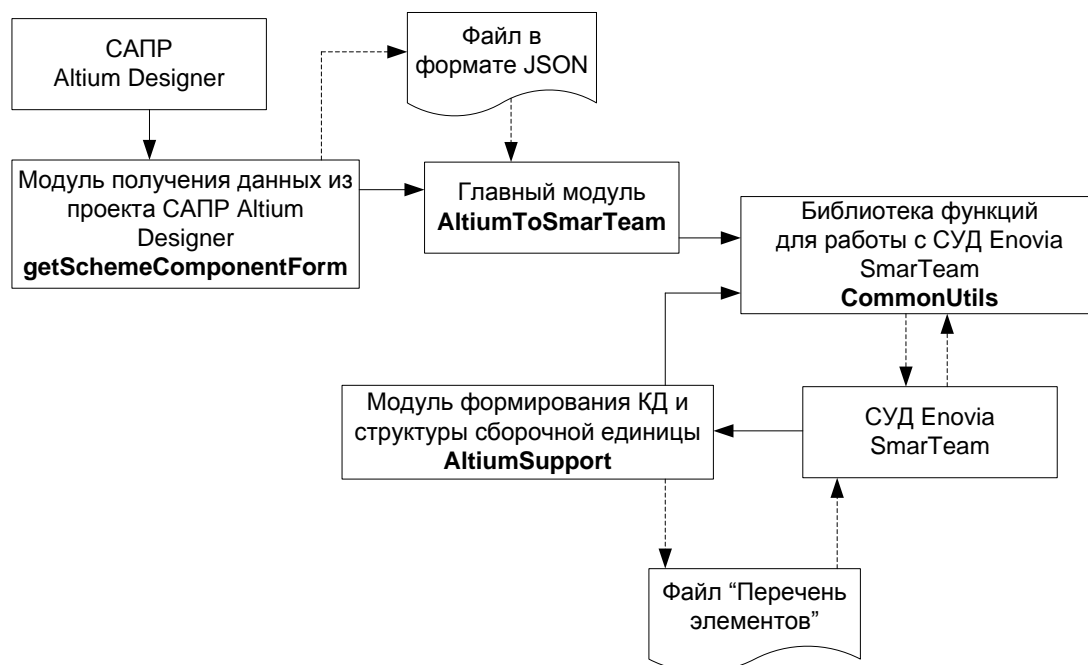 САПР
Altium Designer
Файл в
формате JSON
Модуль получения данных из
проекта САПР Altium
Designer
getSchemeComponentForm
Главный модуль
AltiumToSmarTeam
Библиотека функций
для работы с СУД Enovia
SmarTeam
CommonUtils
Модуль формирования КД и
структуры сборочной единицы
AltiumSupport
СУД Enovia
SmarTeam
Файл “Перечень
элементов”